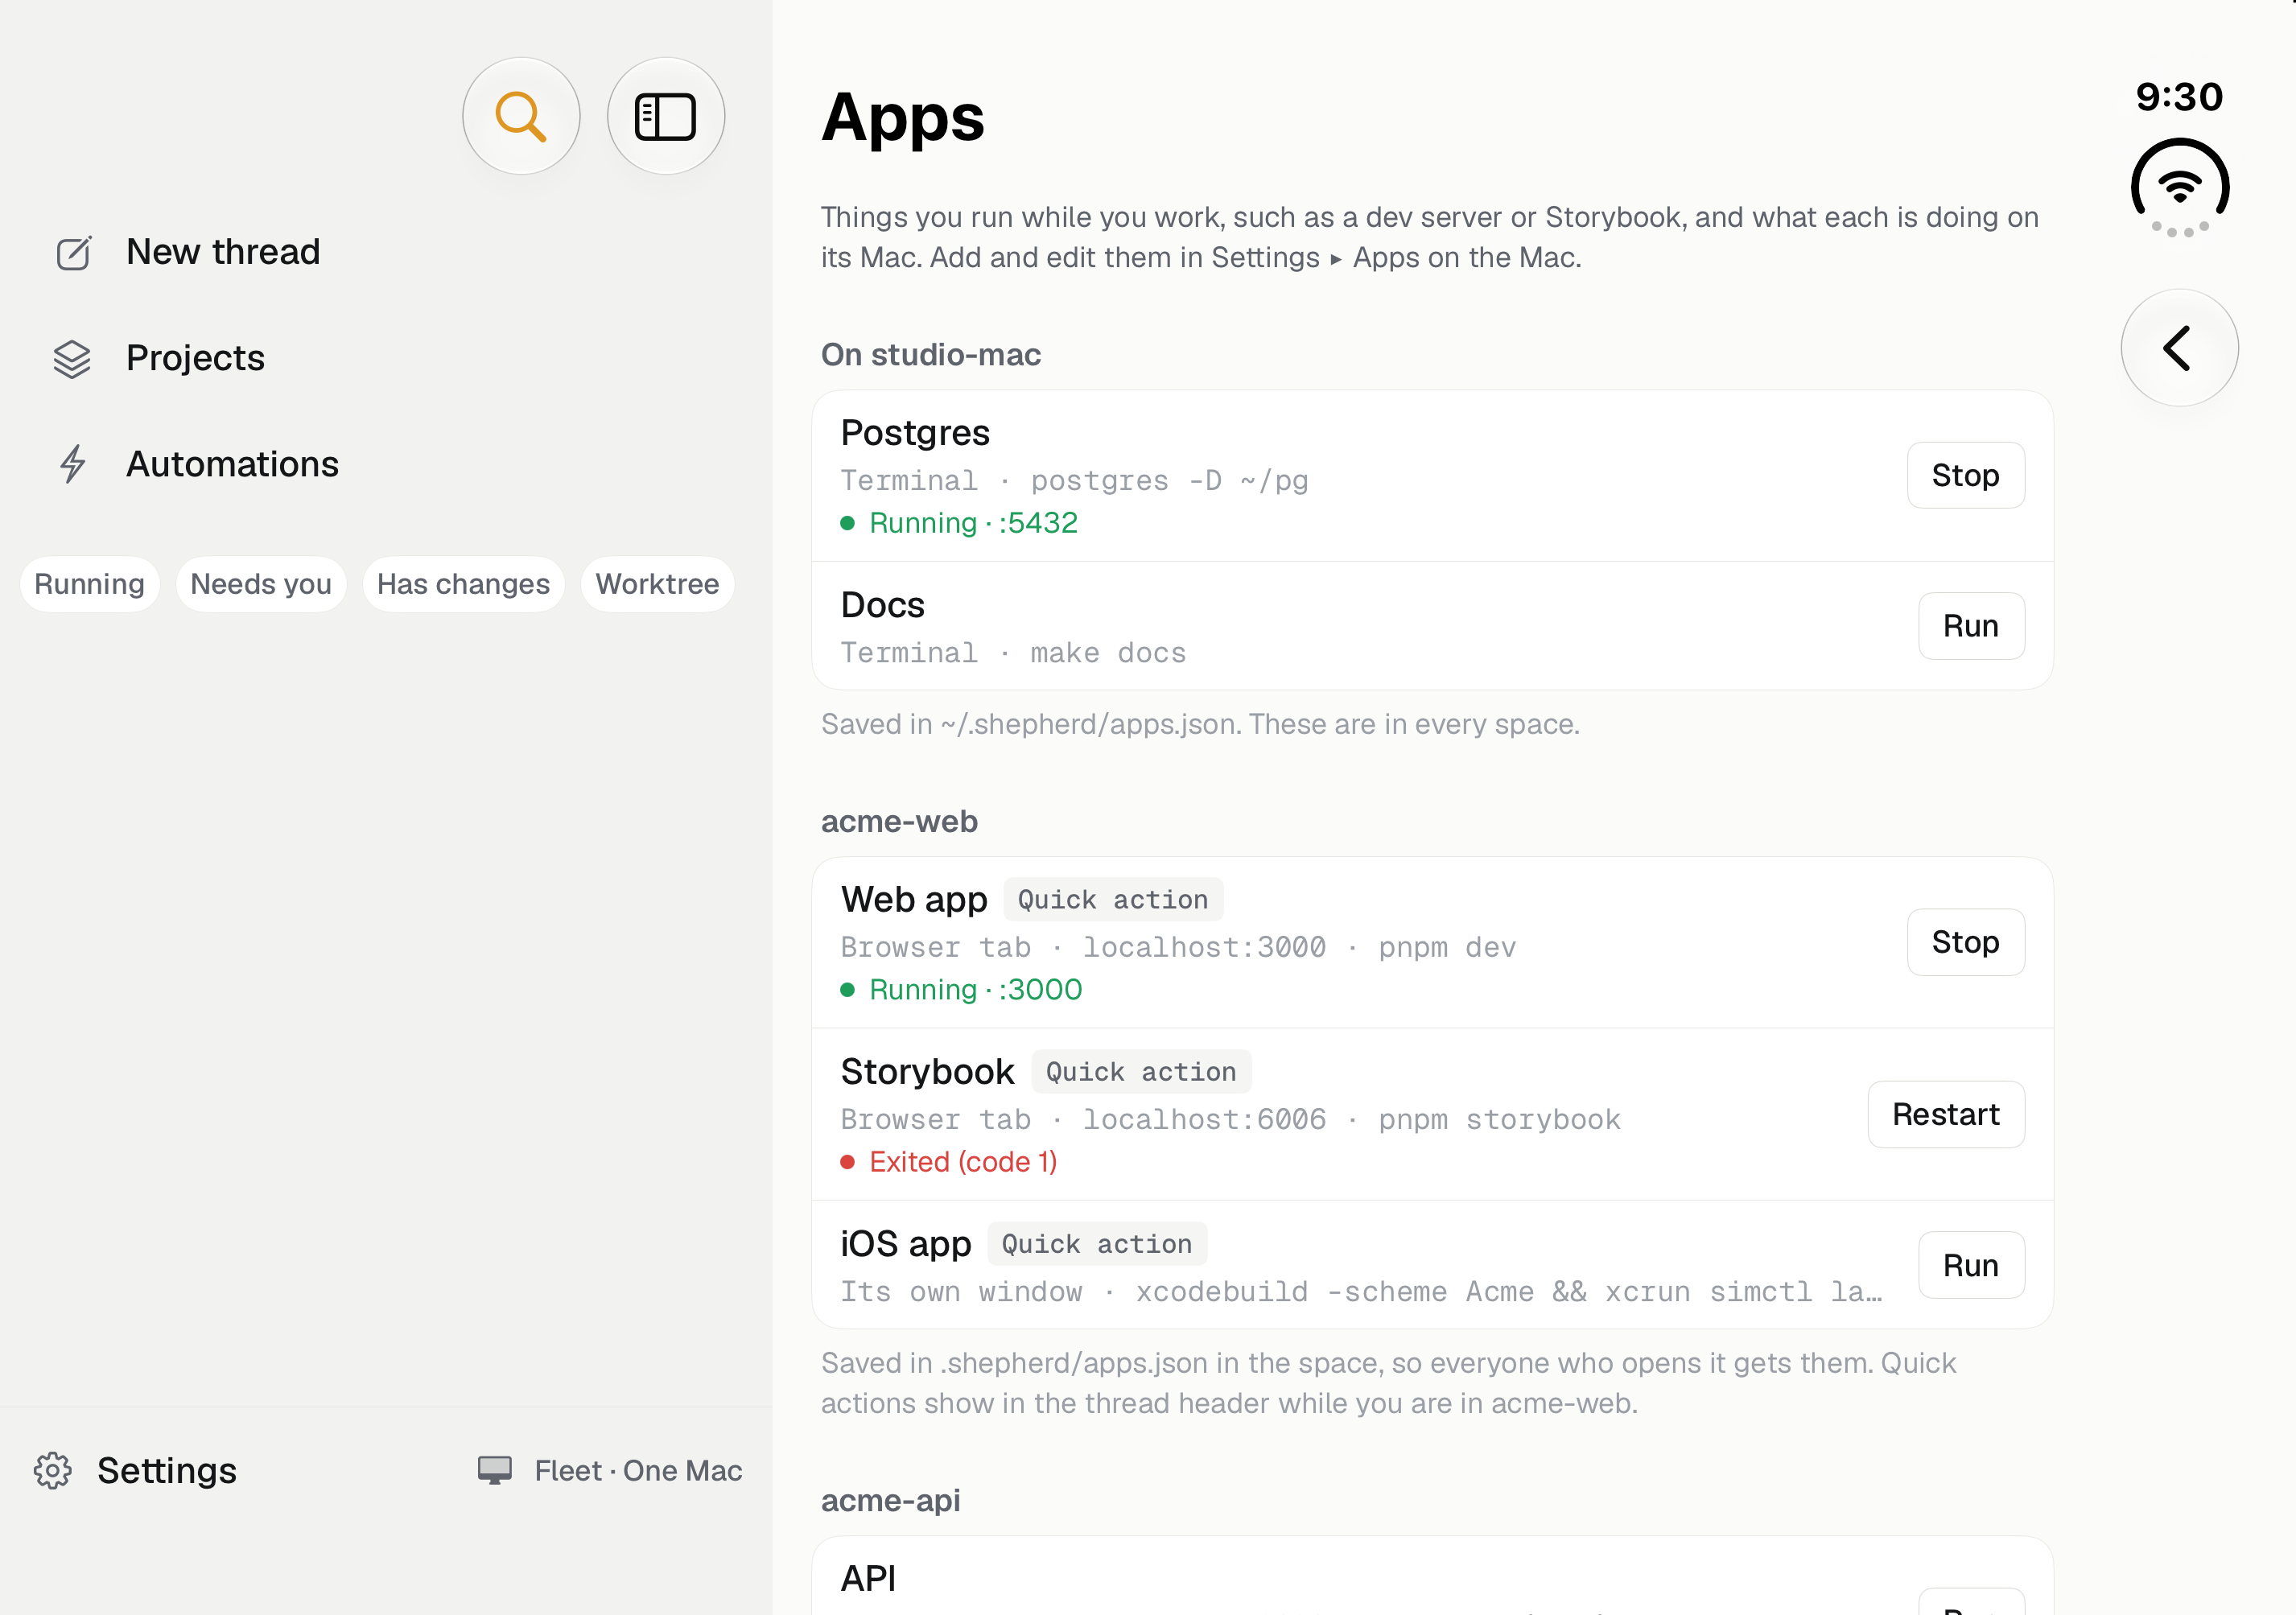 New thread
Projects
Automations
Running
Needs you
Has changes
Worktree
Settings
Fleet · One Mac
Apps
Things you run while you work, such as a dev server or Storybook, and what each is doing on
its Mac. Add and edit them in Settings ▸ Apps on the Mac.
On studio-mac
Postgres
Terminal · postgres -D ~/pg
Running · :5432
Stop
Docs
Terminal · make docs
Run
Saved in ~/.shepherd/apps.json. These are in every space.
acme-web
Web app Quick action
Browser tab · localhost:3000 · pnpm dev
Running · :3000
Stop
Storybook Quick action
Browser tab · localhost:6006 · pnpm storybook
Exited (code 1)
Restart
iOS app Quick action
Its own window · xcodebuild -scheme Acme && xcrun simctl la…
Run
Saved in .shepherd/apps.json in the space, so everyone who opens it gets them. Quick
actions show in the thread header while you are in acme-web.
acme-api
API
9:30